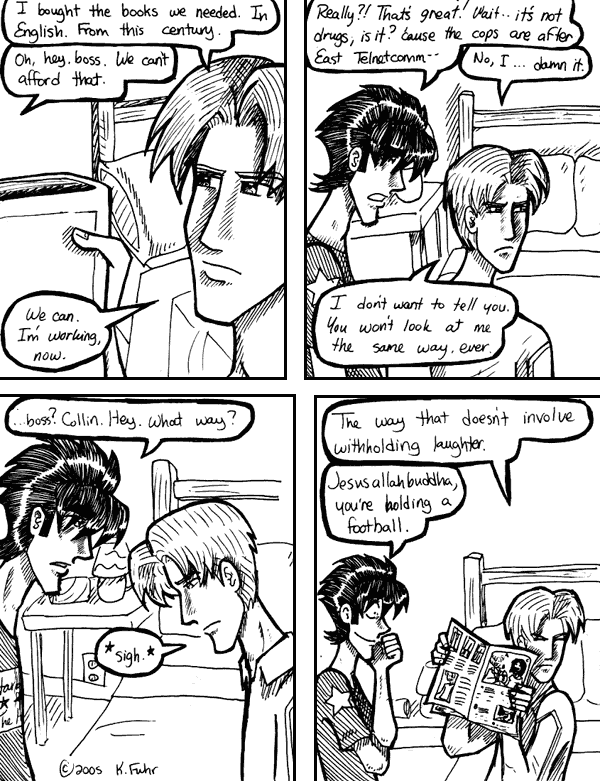 I bought the books we needed. In
English. From this century.
Oh, hey, boss. We can't
afford that.
We can.
I'm working,
now.
Really?! That's great! Wait.. it's not
drugs, is it? Cause the cops are after
East Telnetcomm--
No, I ... damn it.
I don't want to tell you.
You won't look at me
the same way, ever.
...boss? Collin. Hey. What way?
*sigh.*
©2005 K. Fuhr
The way that doesn't involve
withholding laughter.
Jesusallahbuddha,
you're holding a
football.